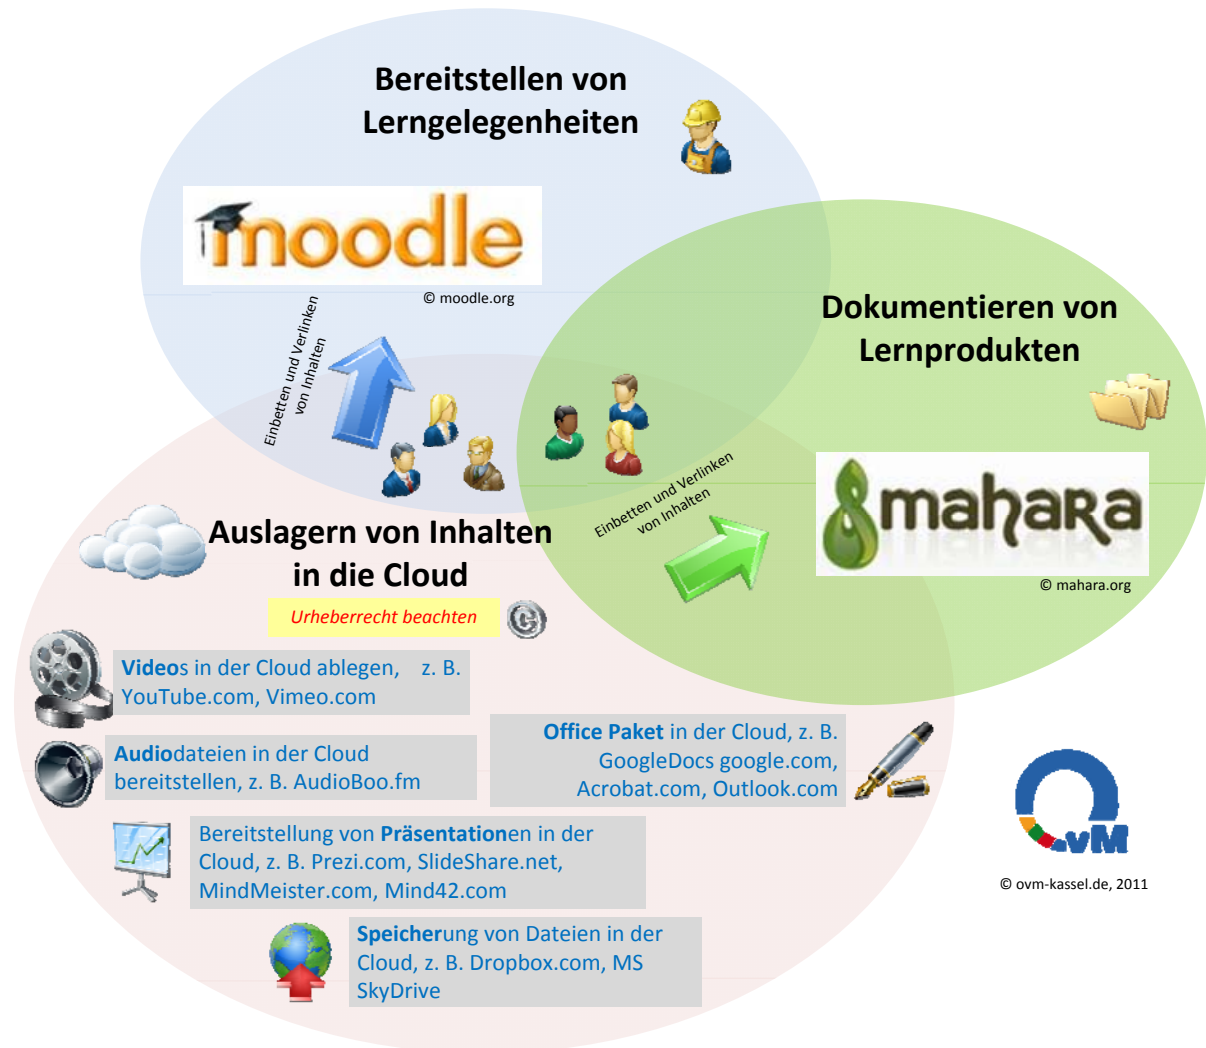 Bereitstellen von
Lerngelegenheiten
moodle
© moodle.org
Einbetten und Verlinken
von Inhalten
Dokumentieren von
Lernprodukten
mahara
© mahara.org
Einbetten und Verlinken
von Inhalten
Auslagern von Inhalten
in die Cloud
Urheberrecht beachten
©
Videos in der Cloud ablegen, z. B.
YouTube.com, Vimeo.com
Audiodateien in der Cloud
bereitstellen, z. B. AudioBoo.fm
Office Paket in der Cloud, z. B.
GoogleDocs google.com,
Acrobat.com, Outlook.com
Bereitstellung von Präsentationen in der
Cloud, z. B. Prezi.com, SlideShare.net,
MindMeister.com, Mind42.com
Speicherung von Dateien in der
Cloud, z. B. Dropbox.com, MS
SkyDrive
OvM
© ovm-kassel.de, 2011